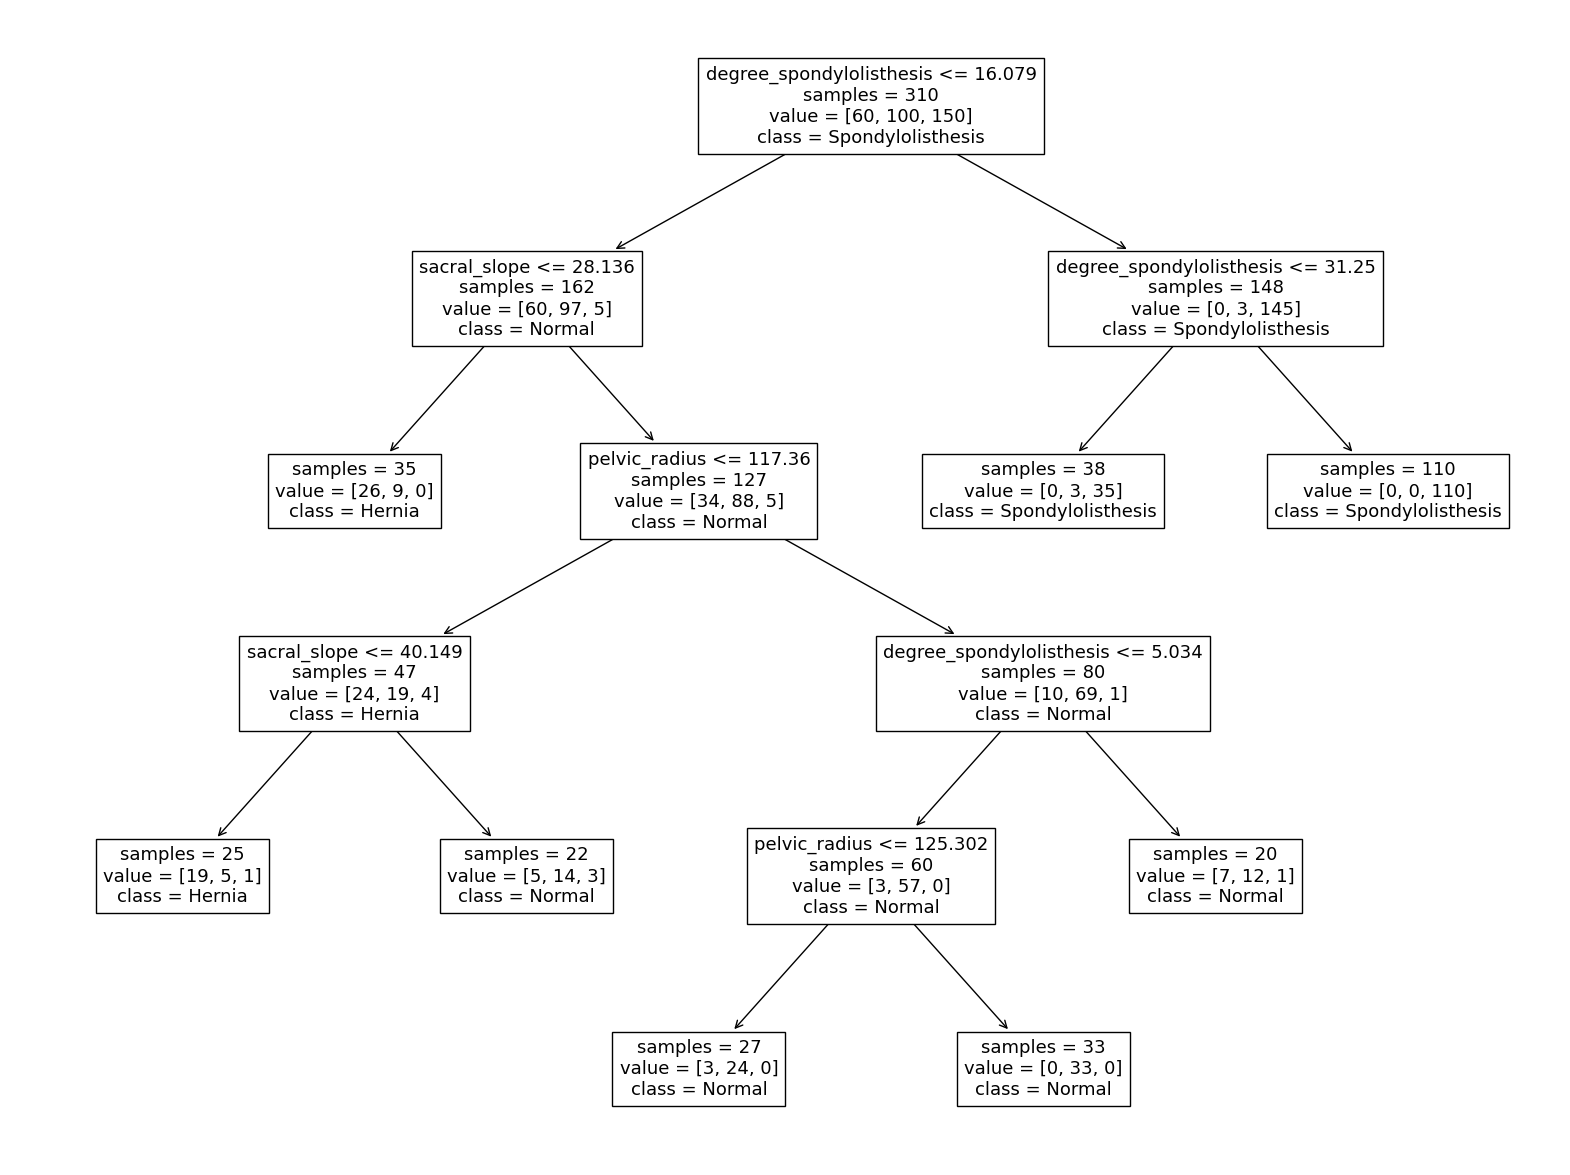 degree_spondylolisthesis <= 16.079
samples = 310
value = [60, 100, 150]
class = Spondylolisthesis
sacral_slope <= 28.136
samples = 162
value = [60, 97, 5]
class = Normal
degree_spondylolisthesis <= 31.25
samples = 148
value = [0, 3, 145]
class = Spondylolisthesis
samples = 35
value = [26, 9, 0]
class = Hernia
pelvic_radius <= 117.36
samples = 127
value = [34, 88, 5]
class = Normal
samples = 38
value = [0, 3, 35]
class = Spondylolisthesis
samples = 110
value = [0, 0, 110]
class = Spondylolisthesis
sacral_slope <= 40.149
samples = 47
value = [24, 19, 4]
class = Hernia
degree_spondylolisthesis <= 5.034
samples = 80
value = [10, 69, 1]
class = Normal
samples = 25
value = [19, 5, 1]
class = Hernia
samples = 22
value = [5, 14, 3]
class = Normal
pelvic_radius <= 125.302
samples = 60
value = [3, 57, 0]
class = Normal
samples = 20
value = [7, 12, 1]
class = Normal
samples = 27
value = [3, 24, 0]
class = Normal
samples = 33
value = [0, 33, 0]
class = Normal